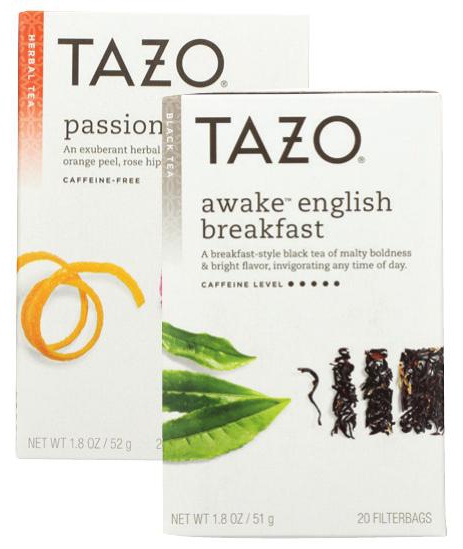 HERBAL TEA
TAZO®
passion
An exuberant herbal
orange peel, rose hip
CAFFEINE-FREE
NET WT 1.8 OZ / 52 g 2
BLACK TEA
TAZO®
awake™ english
breakfast
A breakfast-style black tea of malty boldness
& bright flavor, invigorating any time of day.
CAFFEINE LEVEL ● ● ● ● ●
NET WT 1.8 OZ / 51 g 20 FILTERBAGS